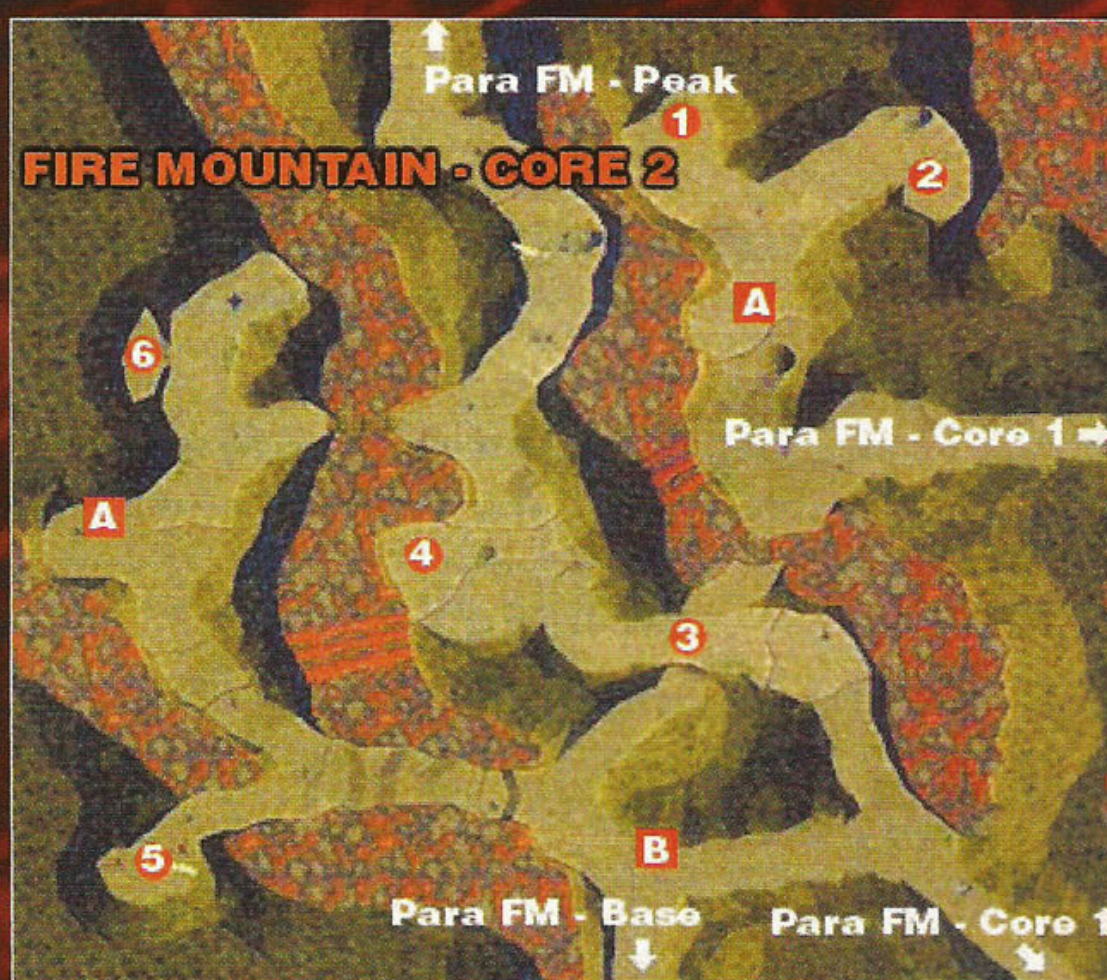 Para FM - Peak
1
FIRE MOUNTAIN - CORE 2
2
A
6
Para FM - Core 1
A
4
3
B
5
Para FM - Base
Para FM - Core 1